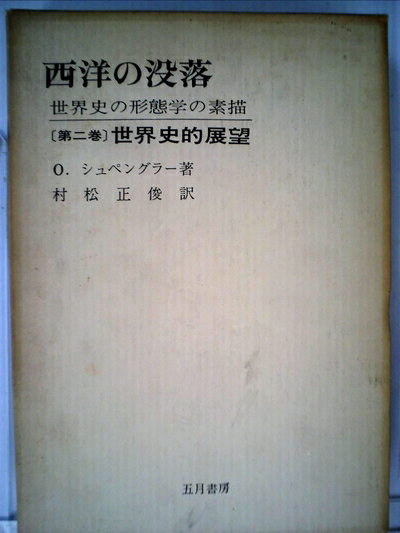 西洋の没落
世界史の形態学の素描
〔第二巻〕世界史的展望
O. シュペングラー著
村松正俊訳
五月書房